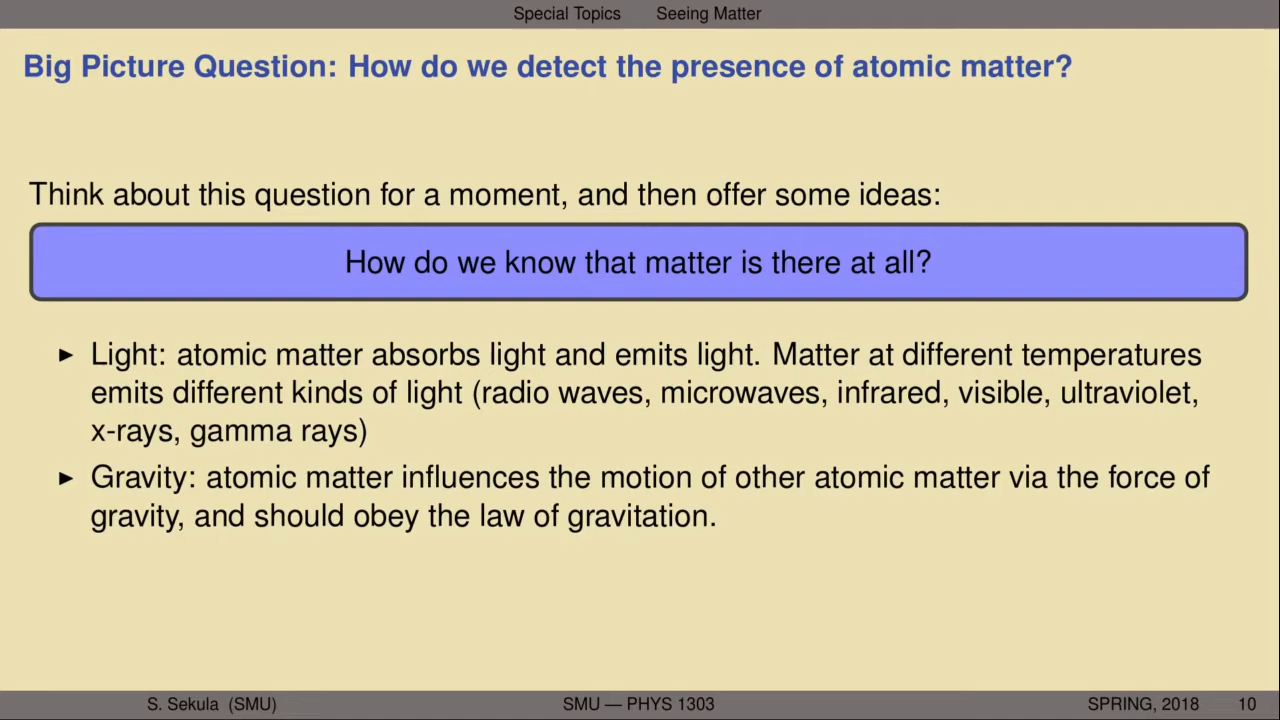 Special Topics Seeing Matter
Big Picture Question: How do we detect the presence of atomic matter?
Think about this question for a moment, and then offer some ideas:
How do we know that matter is there at all?
▶ Light: atomic matter absorbs light and emits light. Matter at different temperatures
emits different kinds of light (radio waves, microwaves, infrared, visible, ultraviolet,
x-rays, gamma rays)
▶ Gravity: atomic matter influences the motion of other atomic matter via the force of
gravity, and should obey the law of gravitation.
S. Sekula (SMU) SMU — PHYS 1303 SPRING, 2018 10